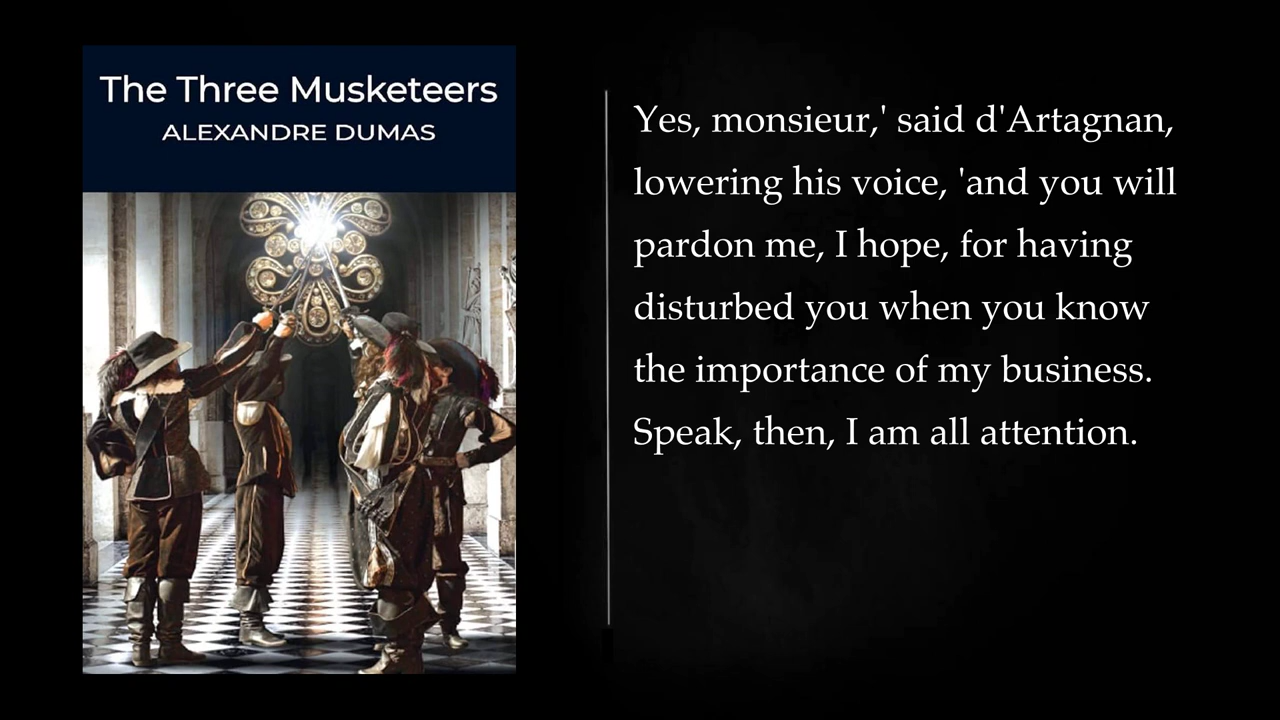 The Three Musketeers
ALEXANDRE DUMAS
Yes, monsieur,' said d'Artagnan,
lowering his voice, 'and you will
pardon me, I hope, for having
disturbed you when you know
the importance of my business.
Speak, then, I am all attention.